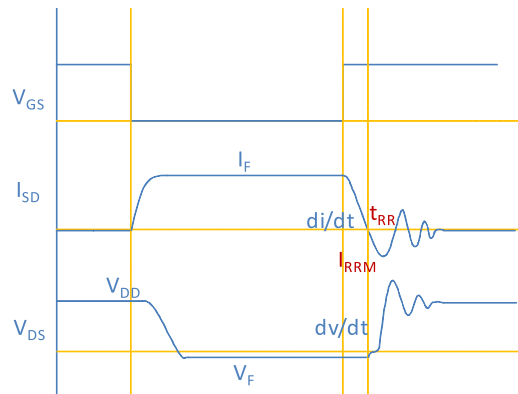 V_GS
I_F
I_SD
t_RR
di/dt
I_RRM
V_DD
V_DS
dv/dt
V_F